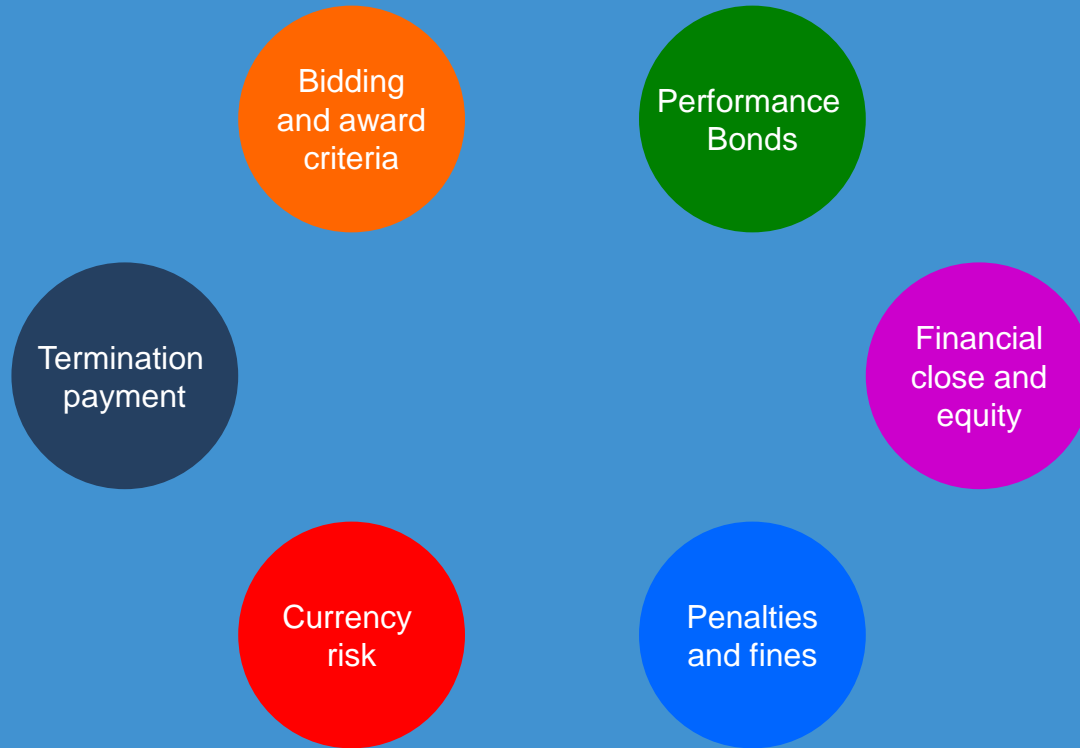 Bidding
and award
criteria
Performance
Bonds
Termination
payment
Financial
close and
equity
Currency
risk
Penalties
and fines